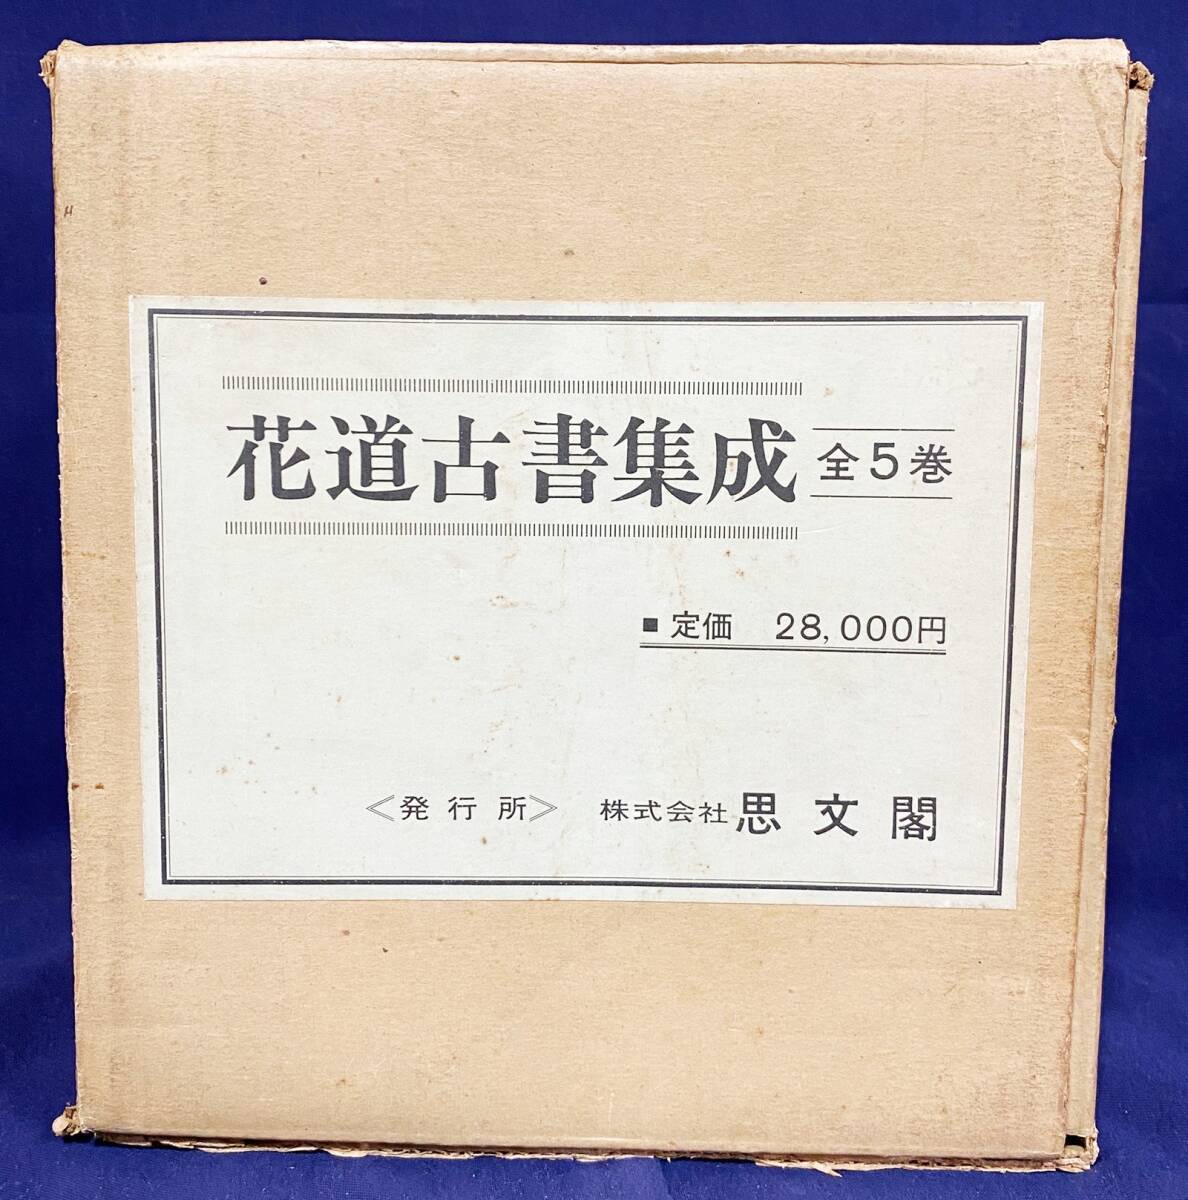 花道古書集成 全5巻
■定価 28,000円
＜発行所＞ 株式会社 思文閣